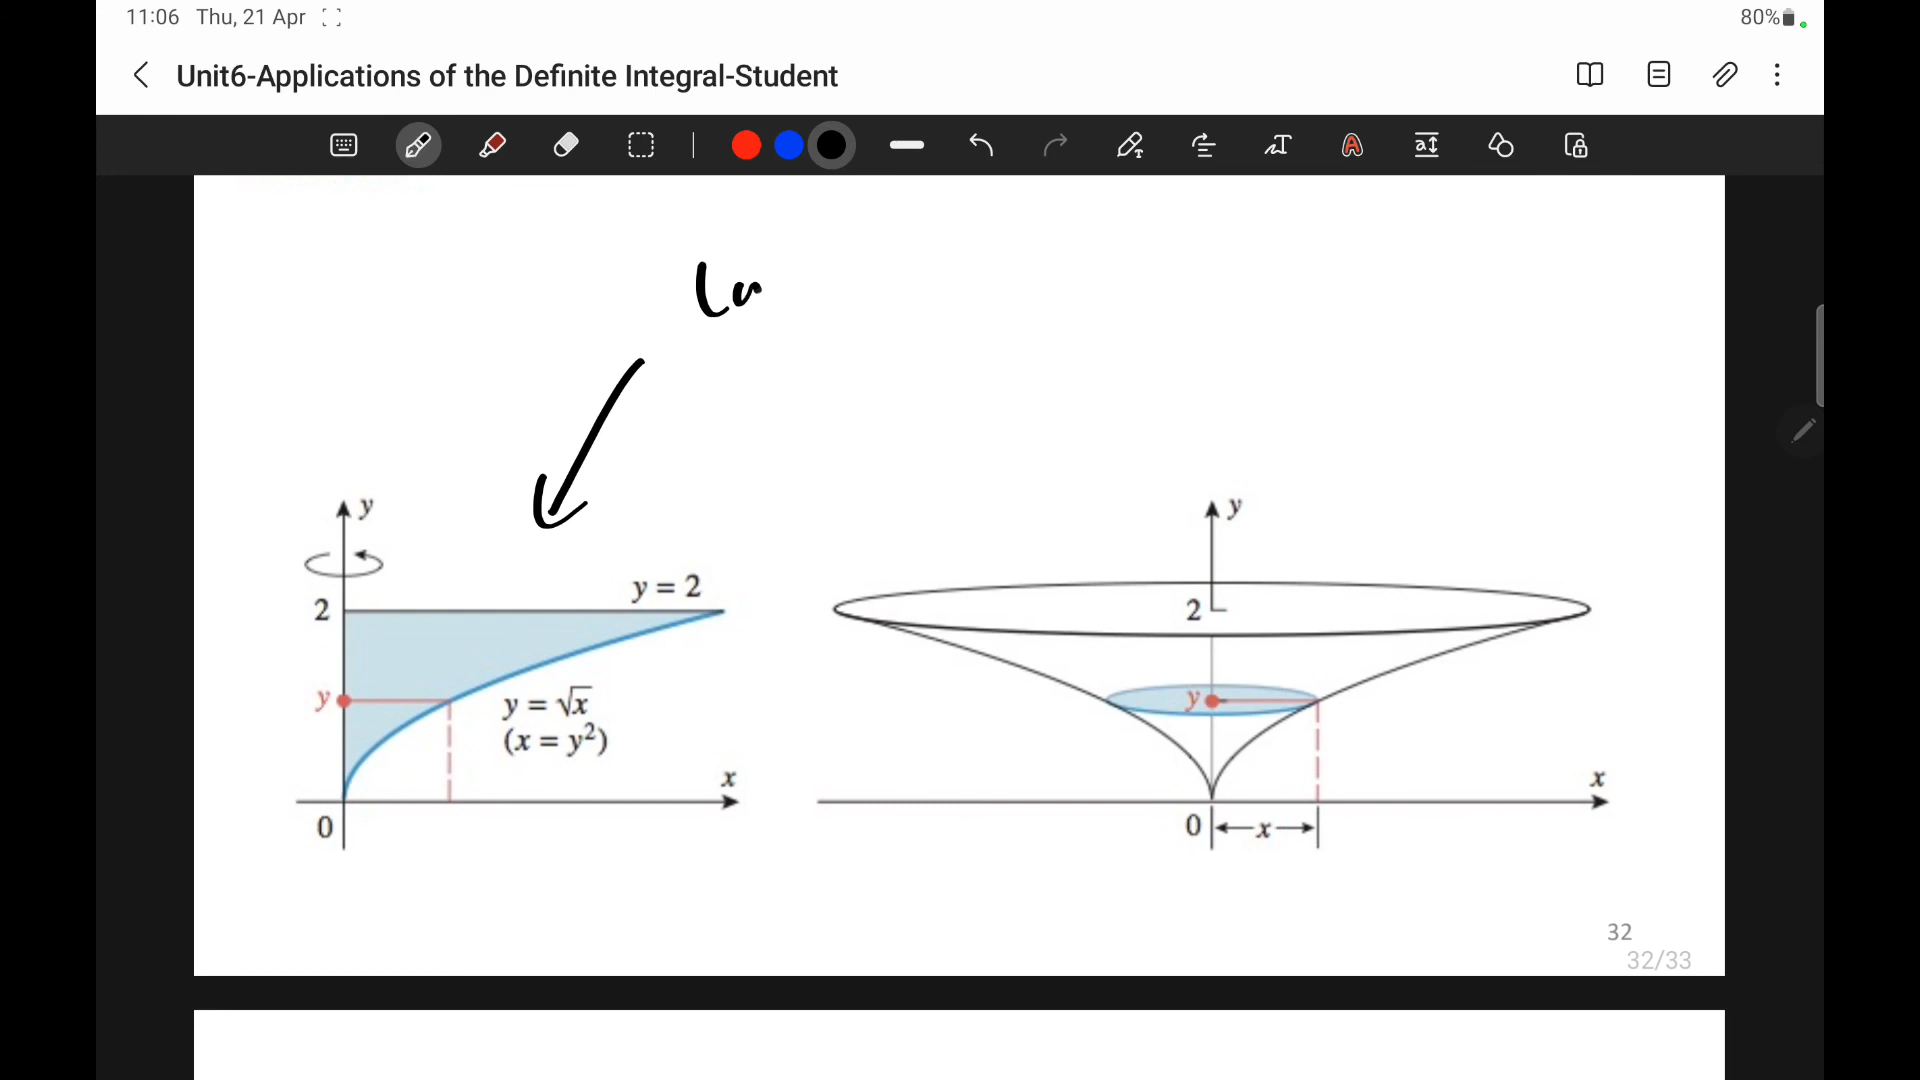 11:06 Thu, 21 Apr
80%
Unit6-Applications of the Definite Integral-Student
y
y = 2
2
y
y = √x
(x = y²)
x
0
y
2
y
x
0
x
32
32/33